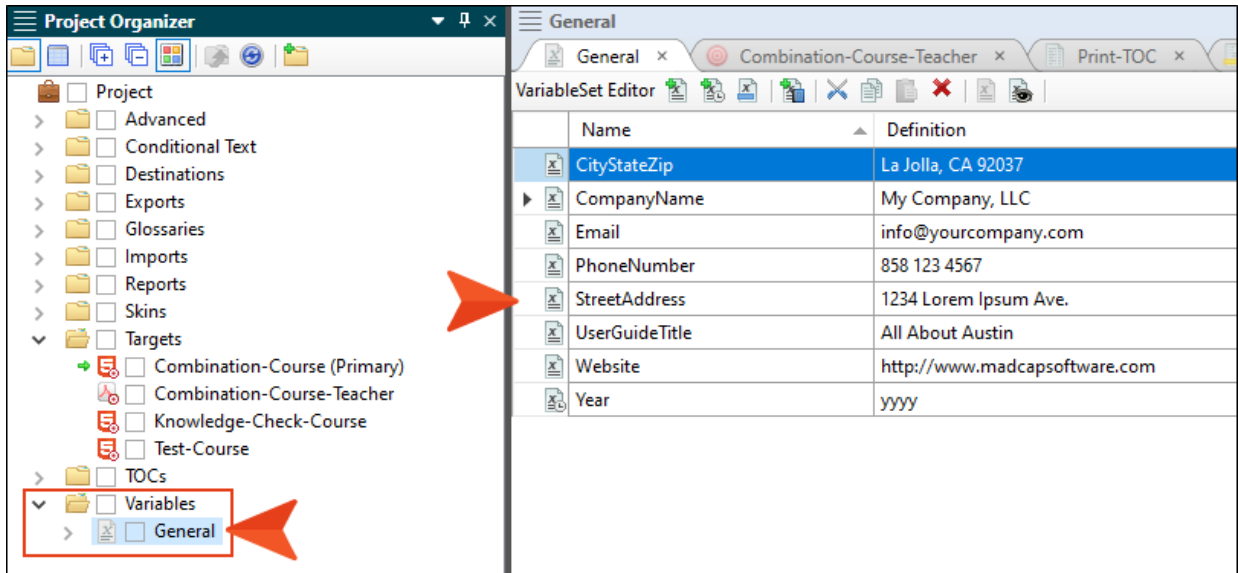 Project Organizer
Project
Advanced
Conditional Text
Destinations
Exports
Glossaries
Imports
Reports
Skins
Targets
Combination-Course (Primary)
Combination-Course-Teacher
Knowledge-Check-Course
Test-Course
TOCs
Variables
General
General
General Combination-Course-Teacher Print-TOC
VariableSet Editor
Name Definition
CityStateZip La Jolla, CA 92037
CompanyName My Company, LLC
Email info@yourcompany.com
PhoneNumber 858 123 4567
StreetAddress 1234 Lorem Ipsum Ave.
UserGuideTitle All About Austin
Website http://www.madcapsoftware.com
Year yyyy